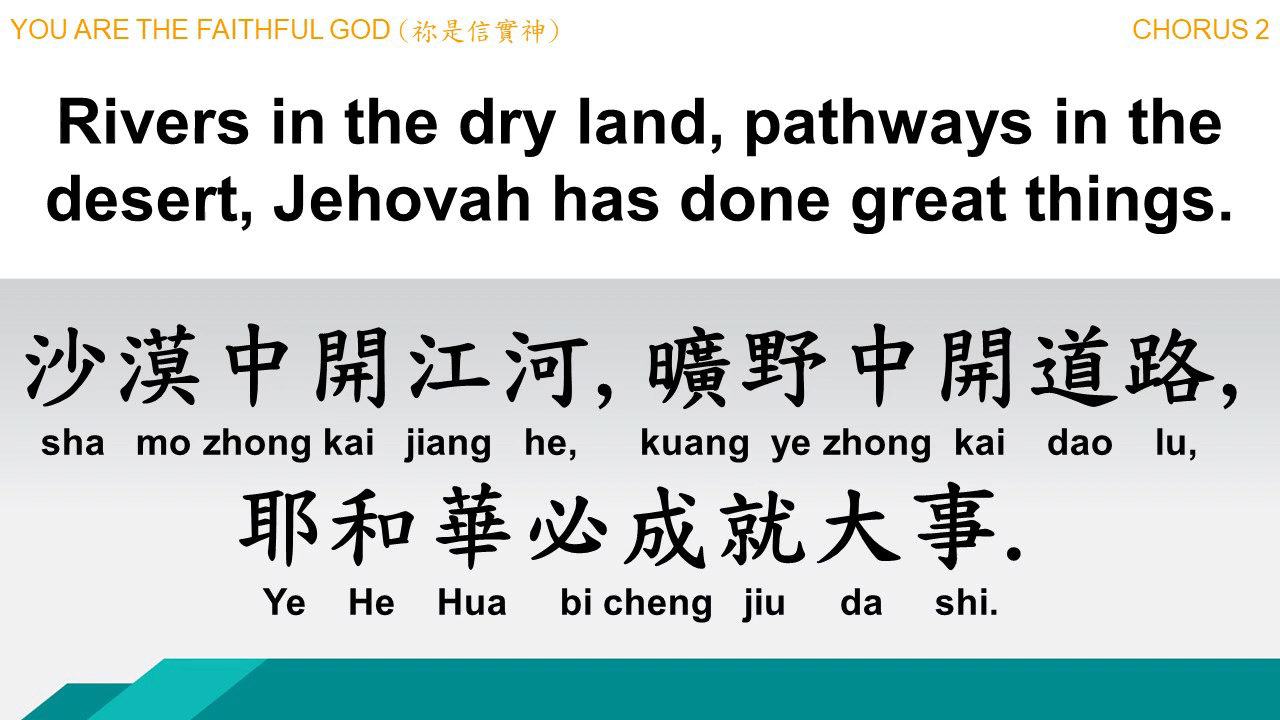 YOU ARE THE FAITHFUL GOD (祢是信實神)
CHORUS 2
Rivers in the dry land, pathways in the
desert, Jehovah has done great things.
沙漠中開江河, 曠野中開道路,
sha mo zhong kai jiang he, kuang ye zhong kai dao lu,
耶和華必成就大事.
Ye He Hua bi cheng jiu da shi.